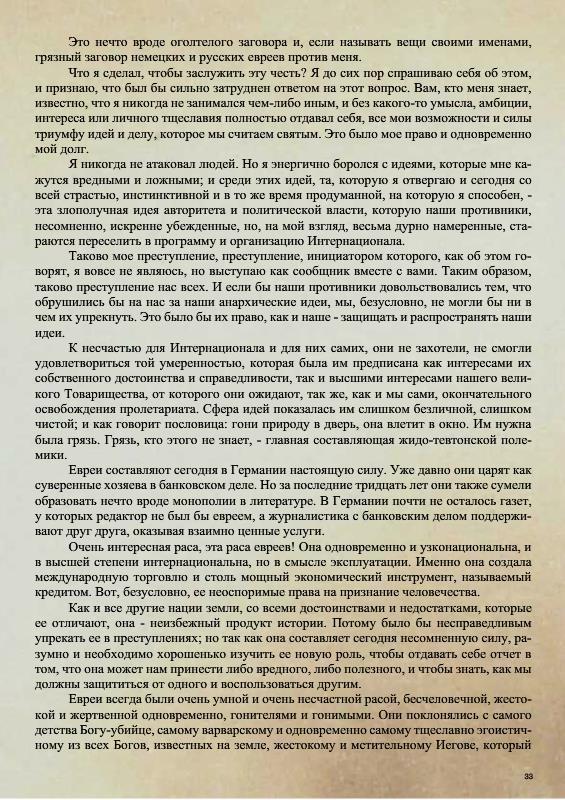 Это нечто вроде оголтелого заговора и, если называть вещи своими именами,
грязный заговор немецких и русских евреев против меня.
Что я сделал, чтобы заслужить эту честь? Я до сих пор спрашиваю себя об этом,
и признаю, что был бы сильно затруднен ответом на этот вопрос. Вам, кто меня знает,
известно, что я никогда не занимался чем-либо иным, и без какого-то умысла, амбиции,
интереса или личного тщеславия полностью отдавал себя, все мои возможности и силы
триумфу идей и делу, которое мы считаем святым. Это было мое право и одновременно
мой долг.
Я никогда не атаковал людей. Но я энергично боролся с идеями, которые мне ка-
жутся вредными и ложными; и среди этих идей, та, которую я отвергаю и сегодня со
всей страстью, инстинктивной и в то же время продуманной, на которую я способен, -
эта злополучная идея авторитета и политической власти, которую наши противники,
несомненно, искренне убежденные, но, на мой взгляд, весьма дурно намеренные, ста-
раются переселить в программу и организацию Интернационала.
Таково мое преступление, преступление, инициатором которого, как об этом го-
ворят, я вовсе не являюсь, но выступаю как сообщник вместе с вами. Таким образом,
таково преступление нас всех. И если бы наши противники довольствовались тем, что
обрушились бы на нас за наши анархические идеи, мы, безусловно, не могли бы ни в
чем их упрекнуть. Это было бы их право, как и наше - защищать и распространять наши
идеи.
К несчастью для Интернационала и для них самих, они не захотели, не смогли
удовлетвориться той умеренностью, которая была им предписана как интересами их
собственного достоинства и справедливости, так и высшими интересами нашего вели-
кого Товарищества, от которого они ожидают, так же, как и мы сами, окончательного
освобождения пролетариата. Сфера идей показалась им слишком безличной, слишком
чистой; и как говорит пословица: гони природу в дверь, она влетит в окно. Им нужна
была грязь. Грязь, кто этого не знает, - главная составляющая жидо-тевтонской поле-
мики.
Евреи составляют сегодня в Германии настоящую силу. Уже давно они царят как
суверенные хозяева в банковском деле. Но за последние тридцать лет они также сумели
образовать нечто вроде монополии в литературе. В Германии почти не осталось газет,
у которых редактор не был бы евреем, а журналистика с банковским делом поддержи-
вают друг друга, оказывая взаимно ценные услуги.
Очень интересная раса, эта раса евреев! Она одновременно и узконациональна, и
в высшей степени интернациональна, но в смысле эксплуатации. Именно она создала
международную торговлю и столь мощный экономический инструмент, называемый
кредитом. Вот, безусловно, ее неоспоримые права на признание человечества.
Как и все другие нации земли, со всеми достоинствами и недостатками, которые
ее отличают, она - неизбежный продукт истории. Потому было бы несправедливым
упрекать ее в преступлениях; но так как она составляет сегодня несомненную силу, ра-
зумно и необходимо хорошенько изучить ее новую роль, чтобы отдавать себе отчет в
том, что она может нам принести либо вредного, либо полезного, и чтобы знать, как мы
должны защититься от одного и воспользоваться другим.
Евреи всегда были очень умной и очень несчастной расой, бесчеловечной, жесто-
кой и жертвенной одновременно, гонителями и гонимыми. Они поклонялись с самого
детства Богу-убийце, самому варварскому и одновременно самому тщеславно эгоистич-
ному из всех Богов, известных на земле, жестокому и мстительному Иегове, который
33